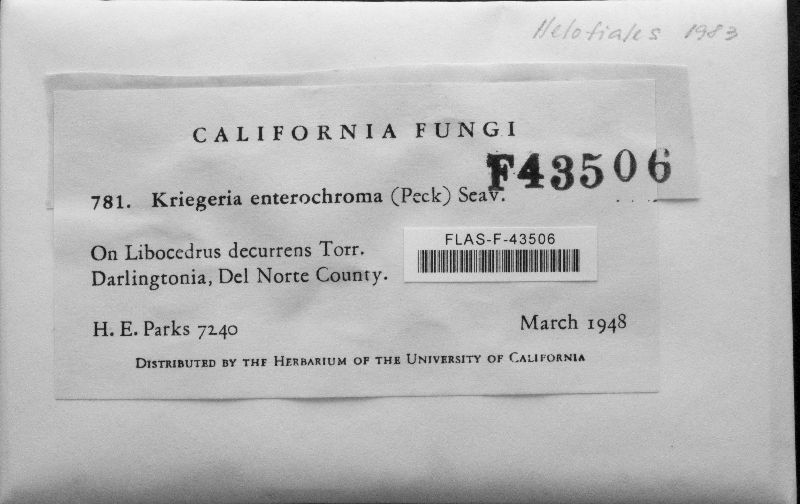 Helotiales 1983
CALIFORNIA FUNGI
F43506
781. Kriegeria enterochroma (Peck) Seav.
On Libocedrus decurrens Torr.
Darlingtonia, Del Norte County.
FLAS-F-43506
H. E. Parks 7240
March 1948
DISTRIBUTED BY THE HERBARIUM OF THE UNIVERSITY OF CALIFORNIA